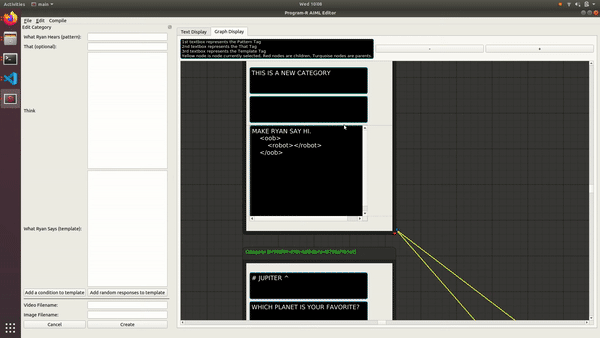 Activities
main
Wed 10:08
Program-R AIML Editor
File Edit Compile
Edit Category
What Ryan Hears (pattern):
That (optional):
Think
What Ryan Says (template):
Add a condition to template
Add random responses to template
Video Filename:
Image Filename:
Cancel
Create
Text Display
Graph Display
1st textbox represents the Pattern Tag
2nd textbox represents the That Tag
3rd textbox represents the Template Tag
Yellow node is node currently selected, Red nodes are children, Turquoise nodes are parents
-
+
THIS IS A NEW CATEGORY
MAKE RYAN SAY HI.
<oob>
<robot></robot>
</oob>
# JUPITER ^
WHICH PLANET IS YOUR FAVORITE?